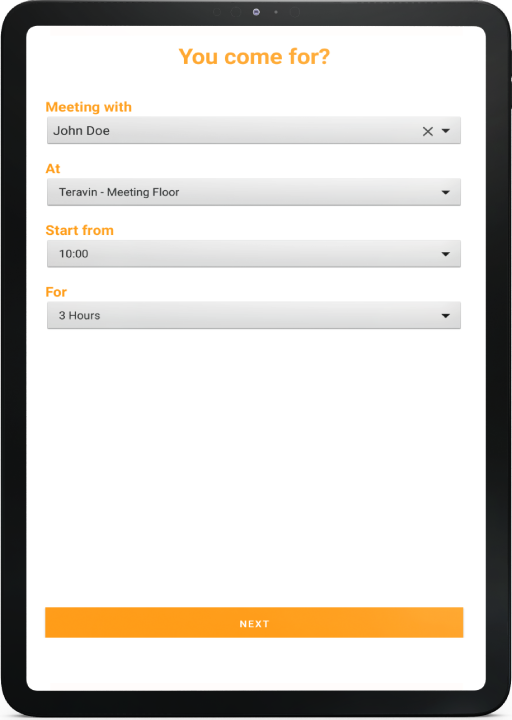 You come for?
Meeting with
John Doe
At
Teravin - Meeting Floor
Start from
10:00
For
3 Hours
NEXT